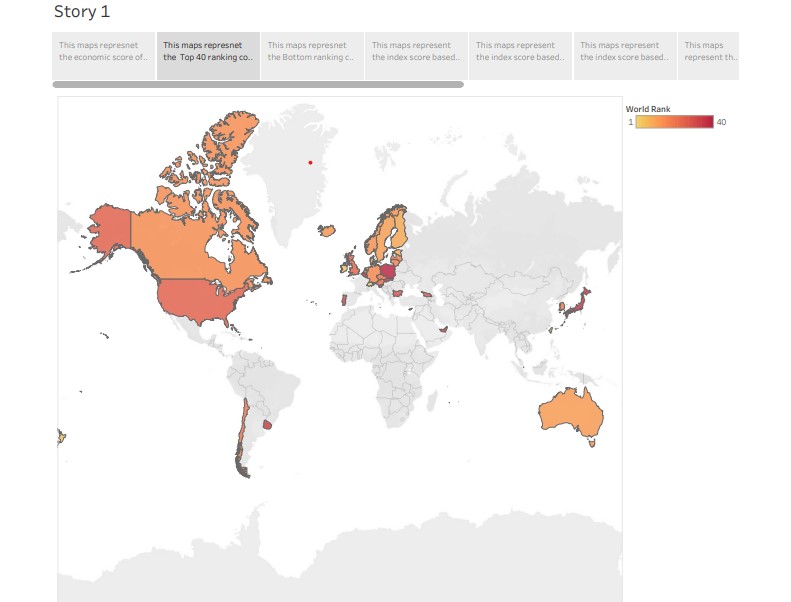 Story 1
This maps represnet
the economic score of..
This maps represnet
the Top 40 ranking co..
This maps represnet
the Bottom ranking c..
This maps represent
the index score based..
This maps represent
the index score based..
This maps represent
the index score based..
This maps
represent th..
World Rank
1
40